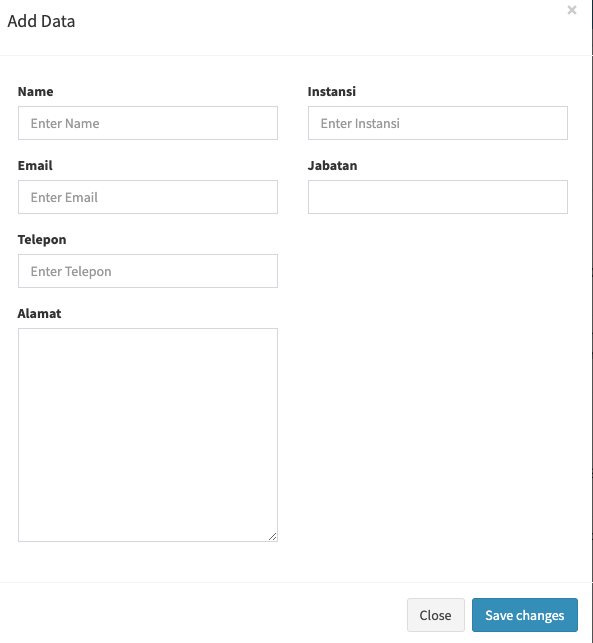 Add Data
×
Name
Enter Name
Instansi
Enter Instansi
Email
Enter Email
Jabatan
Telepon
Enter Telepon
Alamat
Close
Save changes